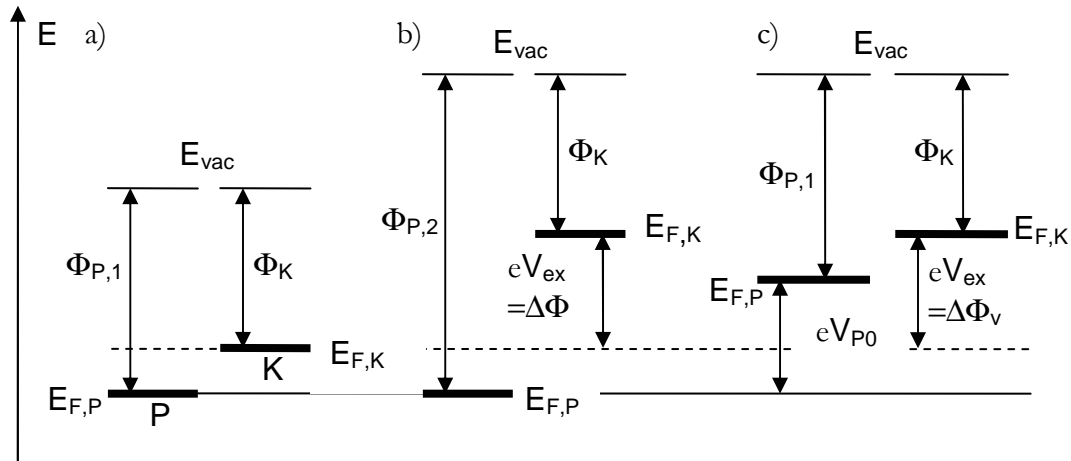 E
a)
E_vac
Φ_P,1
Φ_K
E_F,K
K
E_F,P
P
b)
E_vac
Φ_K
Φ_P,2
E_F,K
eV_ex
=ΔΦ
E_F,P
c)
E_vac
Φ_K
Φ_P,1
E_F,K
E_F,P
eV_ex
=ΔΦ_v
eV_P0